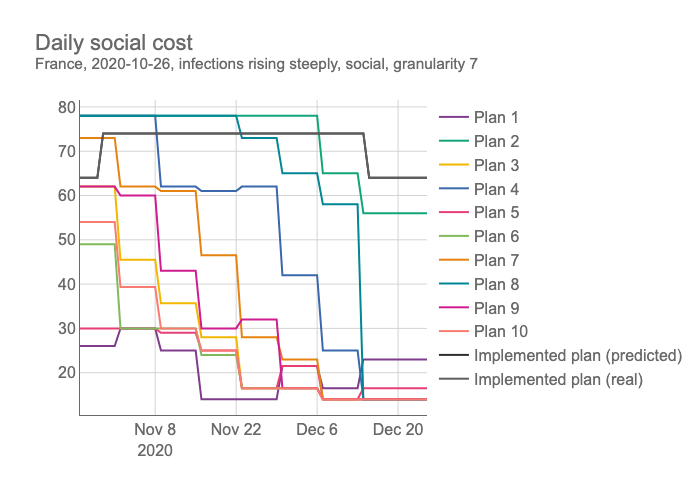 Daily social cost
France, 2020-10-26, infections rising steeply, social, granularity 7
80
70
60
50
40
30
20
Nov 8
2020
Nov 22
Dec 6
Dec 20
Plan 1
Plan 2
Plan 3
Plan 4
Plan 5
Plan 6
Plan 7
Plan 8
Plan 9
Plan 10
Implemented plan (predicted)
Implemented plan (real)